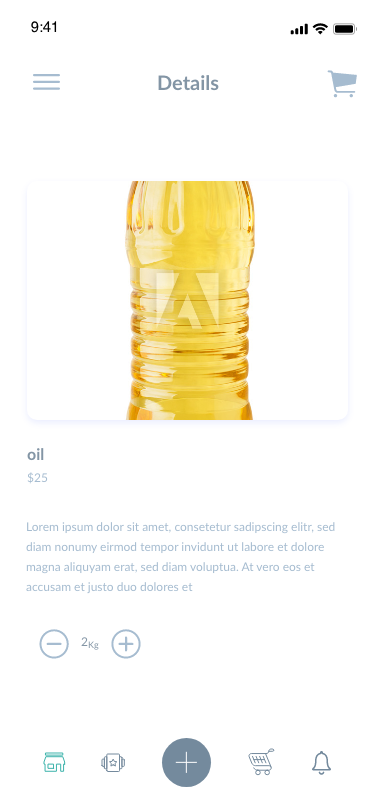 9:41
Details
oil
$25
Lorem ipsum dolor sit amet, consetetur sadipscing elitr, sed
diam nonumy eirmod tempor invidunt ut labore et dolore
magna aliquyam erat, sed diam voluptua. At vero eos et
accusam et justo duo dolores et
2Kg